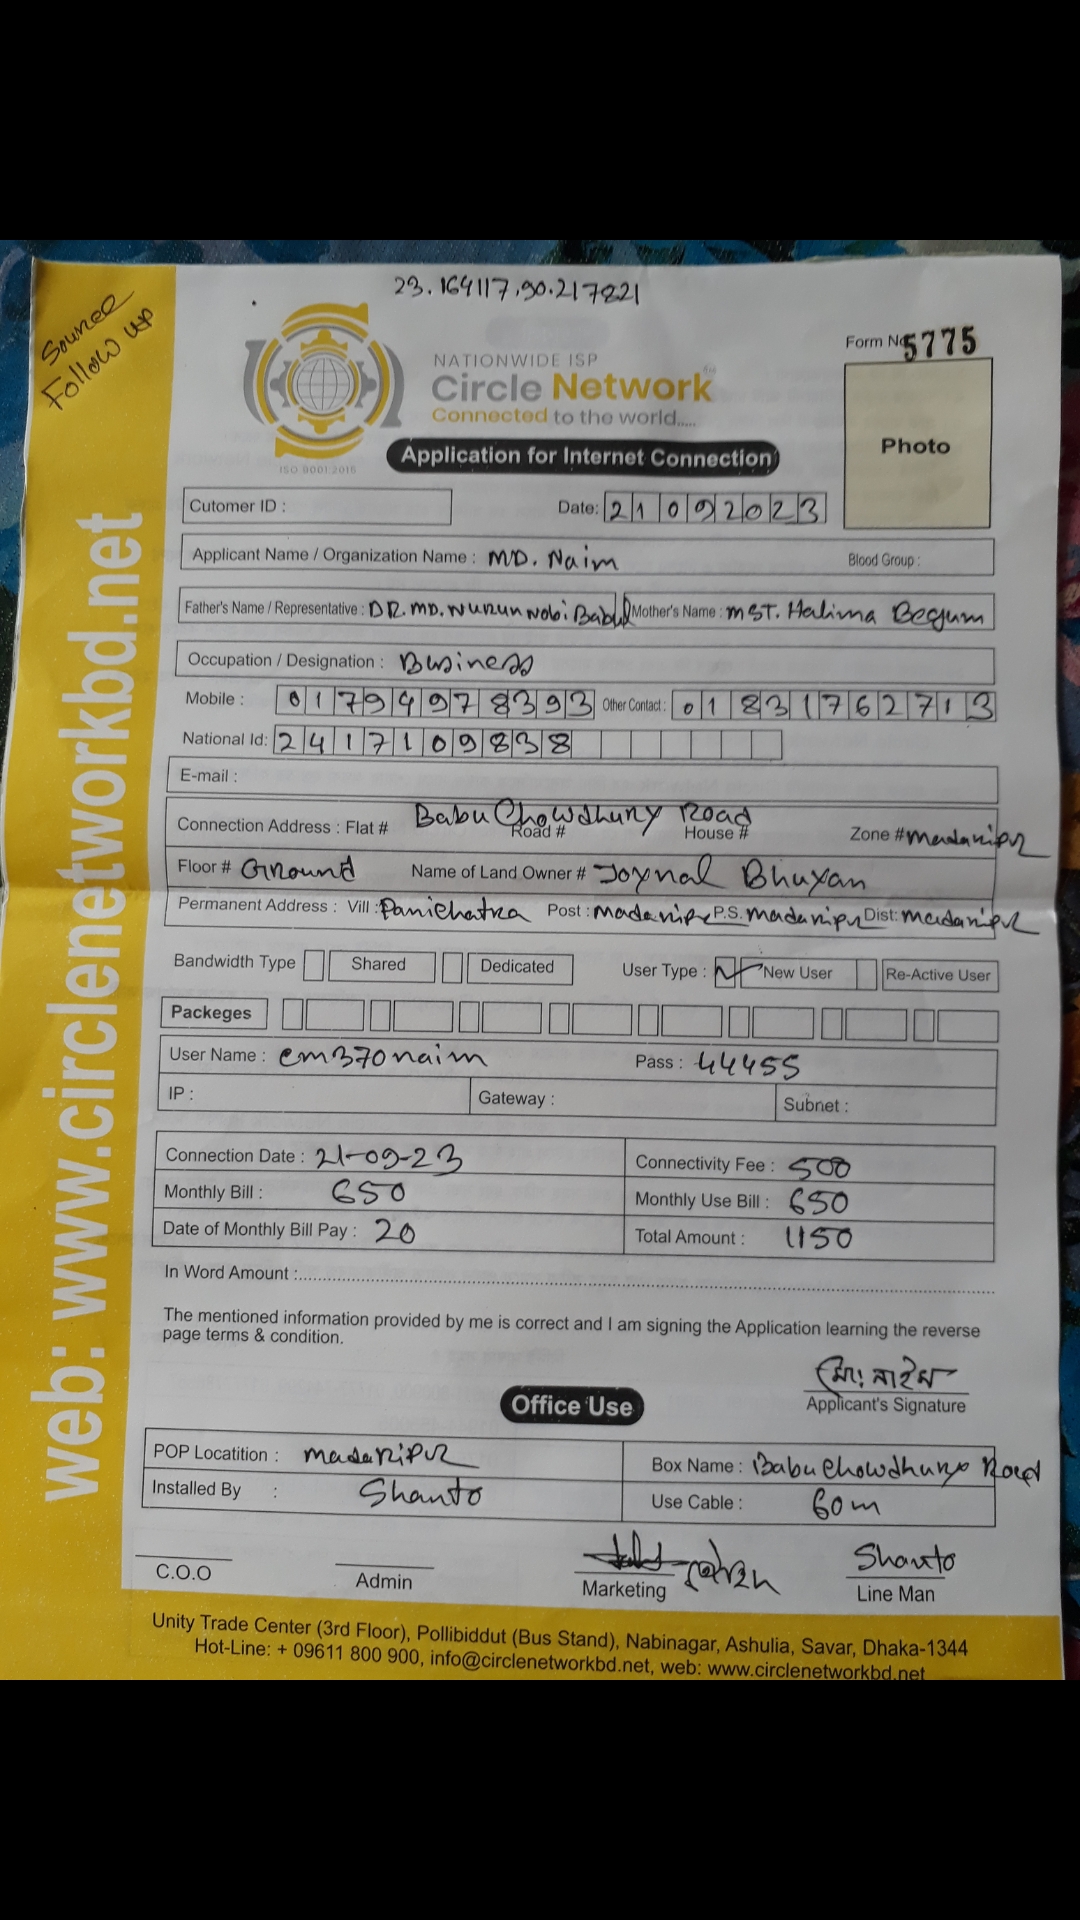 23.164117,90.217821
Source
Follow up
Form No 5775
NATIONWIDE ISP
Circle Network
Connected to the world.....
ISO 9001:2015
Photo
Application for Internet Connection
Cutomer ID :
Date: 21092023
Applicant Name / Organization Name : MD. Naim Blood Group :
Father's Name / Representative : DR. MD. Nurun Nobi Babul Mother's Name : MST. Halima Begum
Occupation / Designation : Business
Mobile : 01794978393 Other Contact : 01831762713
National Id: 2417109838
E-mail :
Connection Address : Flat # Babu Chowdhury Road Road # House # Zone # Madaripur
Floor # Ground Name of Land Owner # Joynal Bhuyan
Permanent Address : Vill : Panichatra Post : Madaripur P.S. Madaripur Dist: Madaripur
Bandwidth Type Shared Dedicated User Type : New User Re-Active User
Packeges
User Name : cm370naim Pass : 44455
IP : Gateway : Subnet :
Connection Date : 21-09-23 Connectivity Fee : 500
Monthly Bill : 650 Monthly Use Bill : 650
Date of Monthly Bill Pay : 20 Total Amount : 1150
In Word Amount :
The mentioned information provided by me is correct and I am signing the Application learning the reverse
page terms & condition.
মোঃ নাইম
Applicant's Signature
Office Use
POP Locatition : Madaripur Box Name : Babu Chowdhury Road
Installed By : Shanto Use Cable : 60m
Shanto
C.O.O Admin Marketing Line Man
Unity Trade Center (3rd Floor), Pollibiddut (Bus Stand), Nabinagar, Ashulia, Savar, Dhaka-1344
Hot-Line: + 09611 800 900, info@circlenetworkbd.net, web: www.circlenetworkbd.net
web: www.circlenetworkbd.net